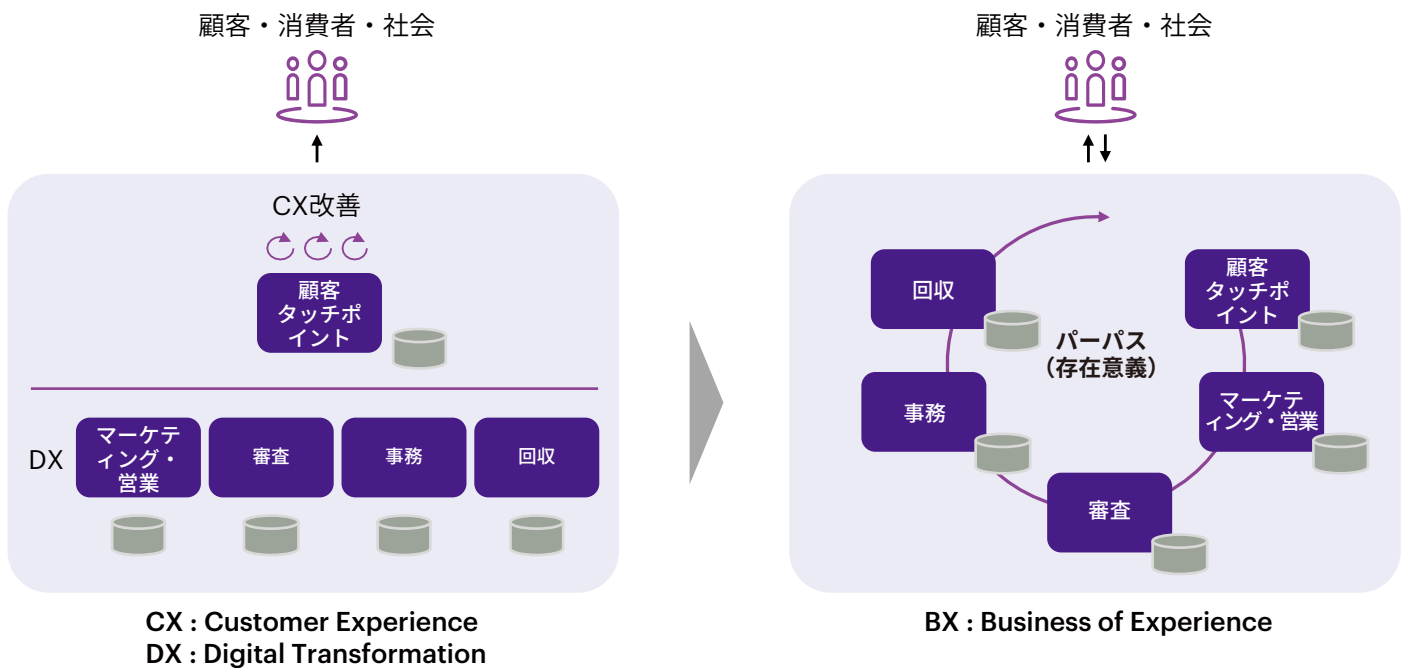 顧客・消費者・社会
CX改善
顧客
タッチポ
イント
DX
マーケテ
ィング・
営業
審査
事務
回収
CX : Customer Experience
DX : Digital Transformation
顧客・消費者・社会
回収
顧客
タッチポ
イント
パーパス
（存在意義）
事務
マーケテ
ィング・営業
審査
BX : Business of Experience